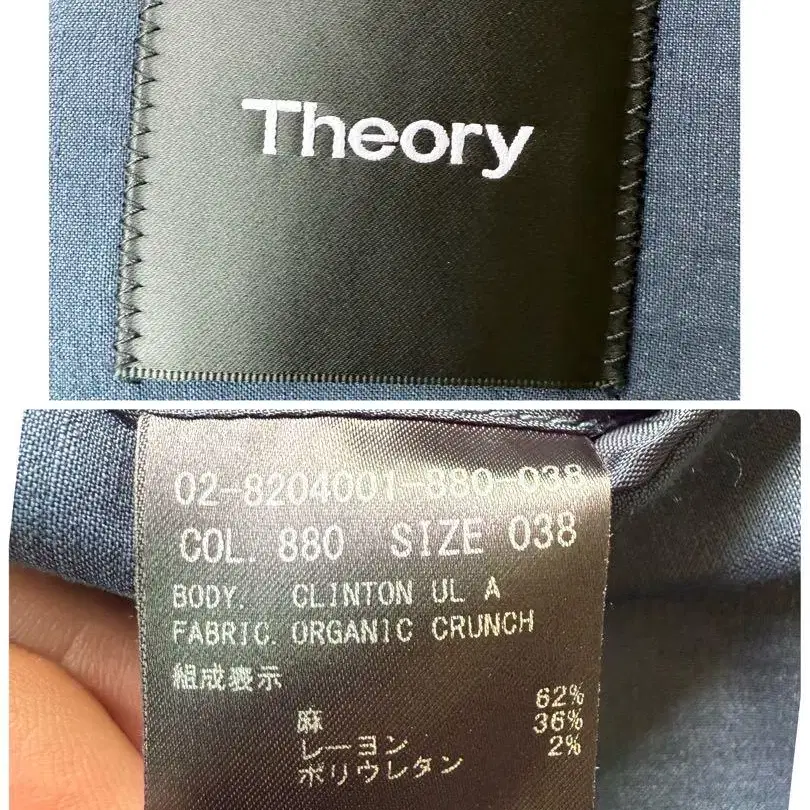 Theory
02-8204001-880-038
COL. 880 SIZE 038
BODY. CLINTON UL A
FABRIC. ORGANIC CRUNCH
組成表示
麻 62%
レーヨン 36%
ポリウレタン 2%